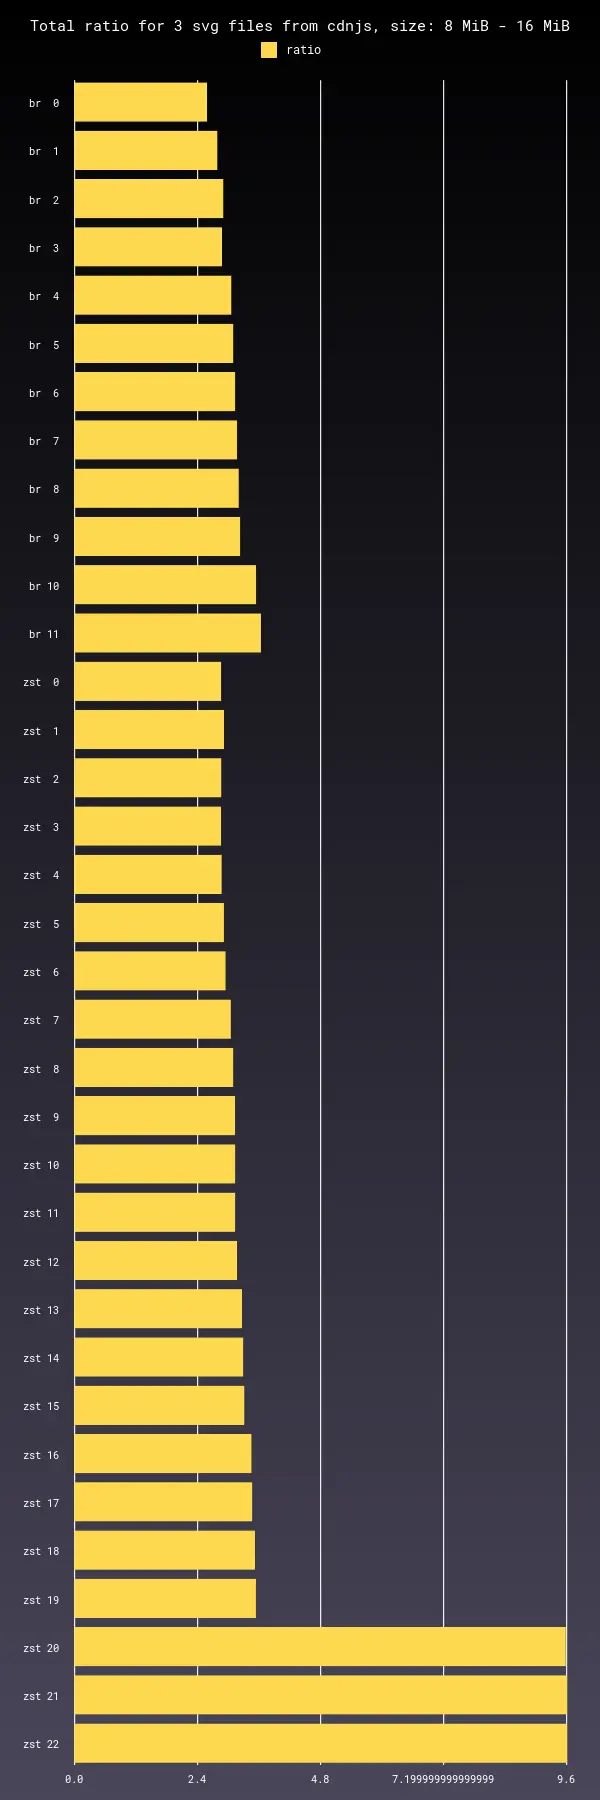 Total ratio for 3 svg files from cdnjs, size: 8 MiB - 16 MiB
ratio
br 0
br 1
br 2
br 3
br 4
br 5
br 6
br 7
br 8
br 9
br 10
br 11
zst 0
zst 1
zst 2
zst 3
zst 4
zst 5
zst 6
zst 7
zst 8
zst 9
zst 10
zst 11
zst 12
zst 13
zst 14
zst 15
zst 16
zst 17
zst 18
zst 19
zst 20
zst 21
zst 22
0.0 2.4 4.8 7.199999999999999 9.6